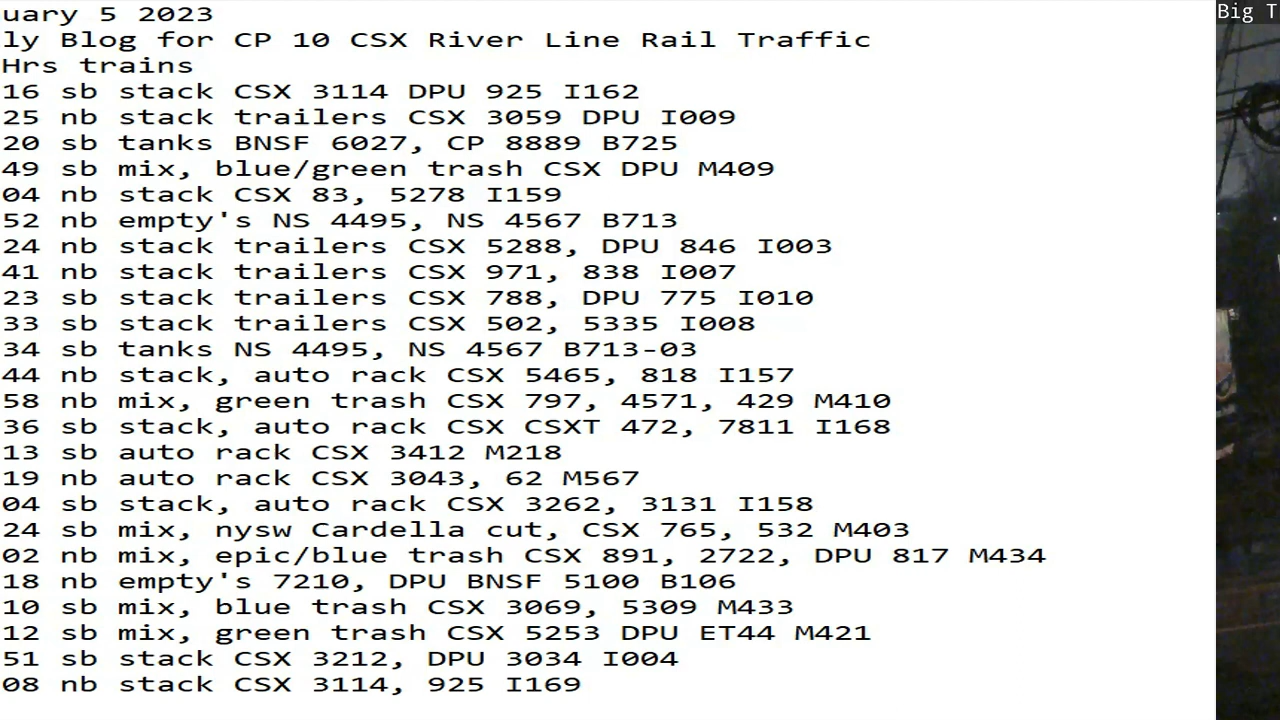 uary 5 2023
ly Blog for CP 10 CSX River Line Rail Traffic
Hrs trains
16 sb stack CSX 3114 DPU 925 I162
25 nb stack trailers CSX 3059 DPU I009
20 sb tanks BNSF 6027, CP 8889 B725
49 sb mix, blue/green trash CSX DPU M409
04 nb stack CSX 83, 5278 I159
52 nb empty's NS 4495, NS 4567 B713
24 nb stack trailers CSX 5288, DPU 846 I003
41 nb stack trailers CSX 971, 838 I007
23 sb stack trailers CSX 788, DPU 775 I010
33 sb stack trailers CSX 502, 5335 I008
34 sb tanks NS 4495, NS 4567 B713-03
44 nb stack, auto rack CSX 5465, 818 I157
58 nb mix, green trash CSX 797, 4571, 429 M410
36 sb stack, auto rack CSX CSXT 472, 7811 I168
13 sb auto rack CSX 3412 M218
19 nb auto rack CSX 3043, 62 M567
04 sb stack, auto rack CSX 3262, 3131 I158
24 sb mix, nysw Cardella cut, CSX 765, 532 M403
02 nb mix, epic/blue trash CSX 891, 2722, DPU 817 M434
18 nb empty's 7210, DPU BNSF 5100 B106
10 sb mix, blue trash CSX 3069, 5309 M433
12 sb mix, green trash CSX 5253 DPU ET44 M421
51 sb stack CSX 3212, DPU 3034 I004
08 nb stack CSX 3114, 925 I169
Big T